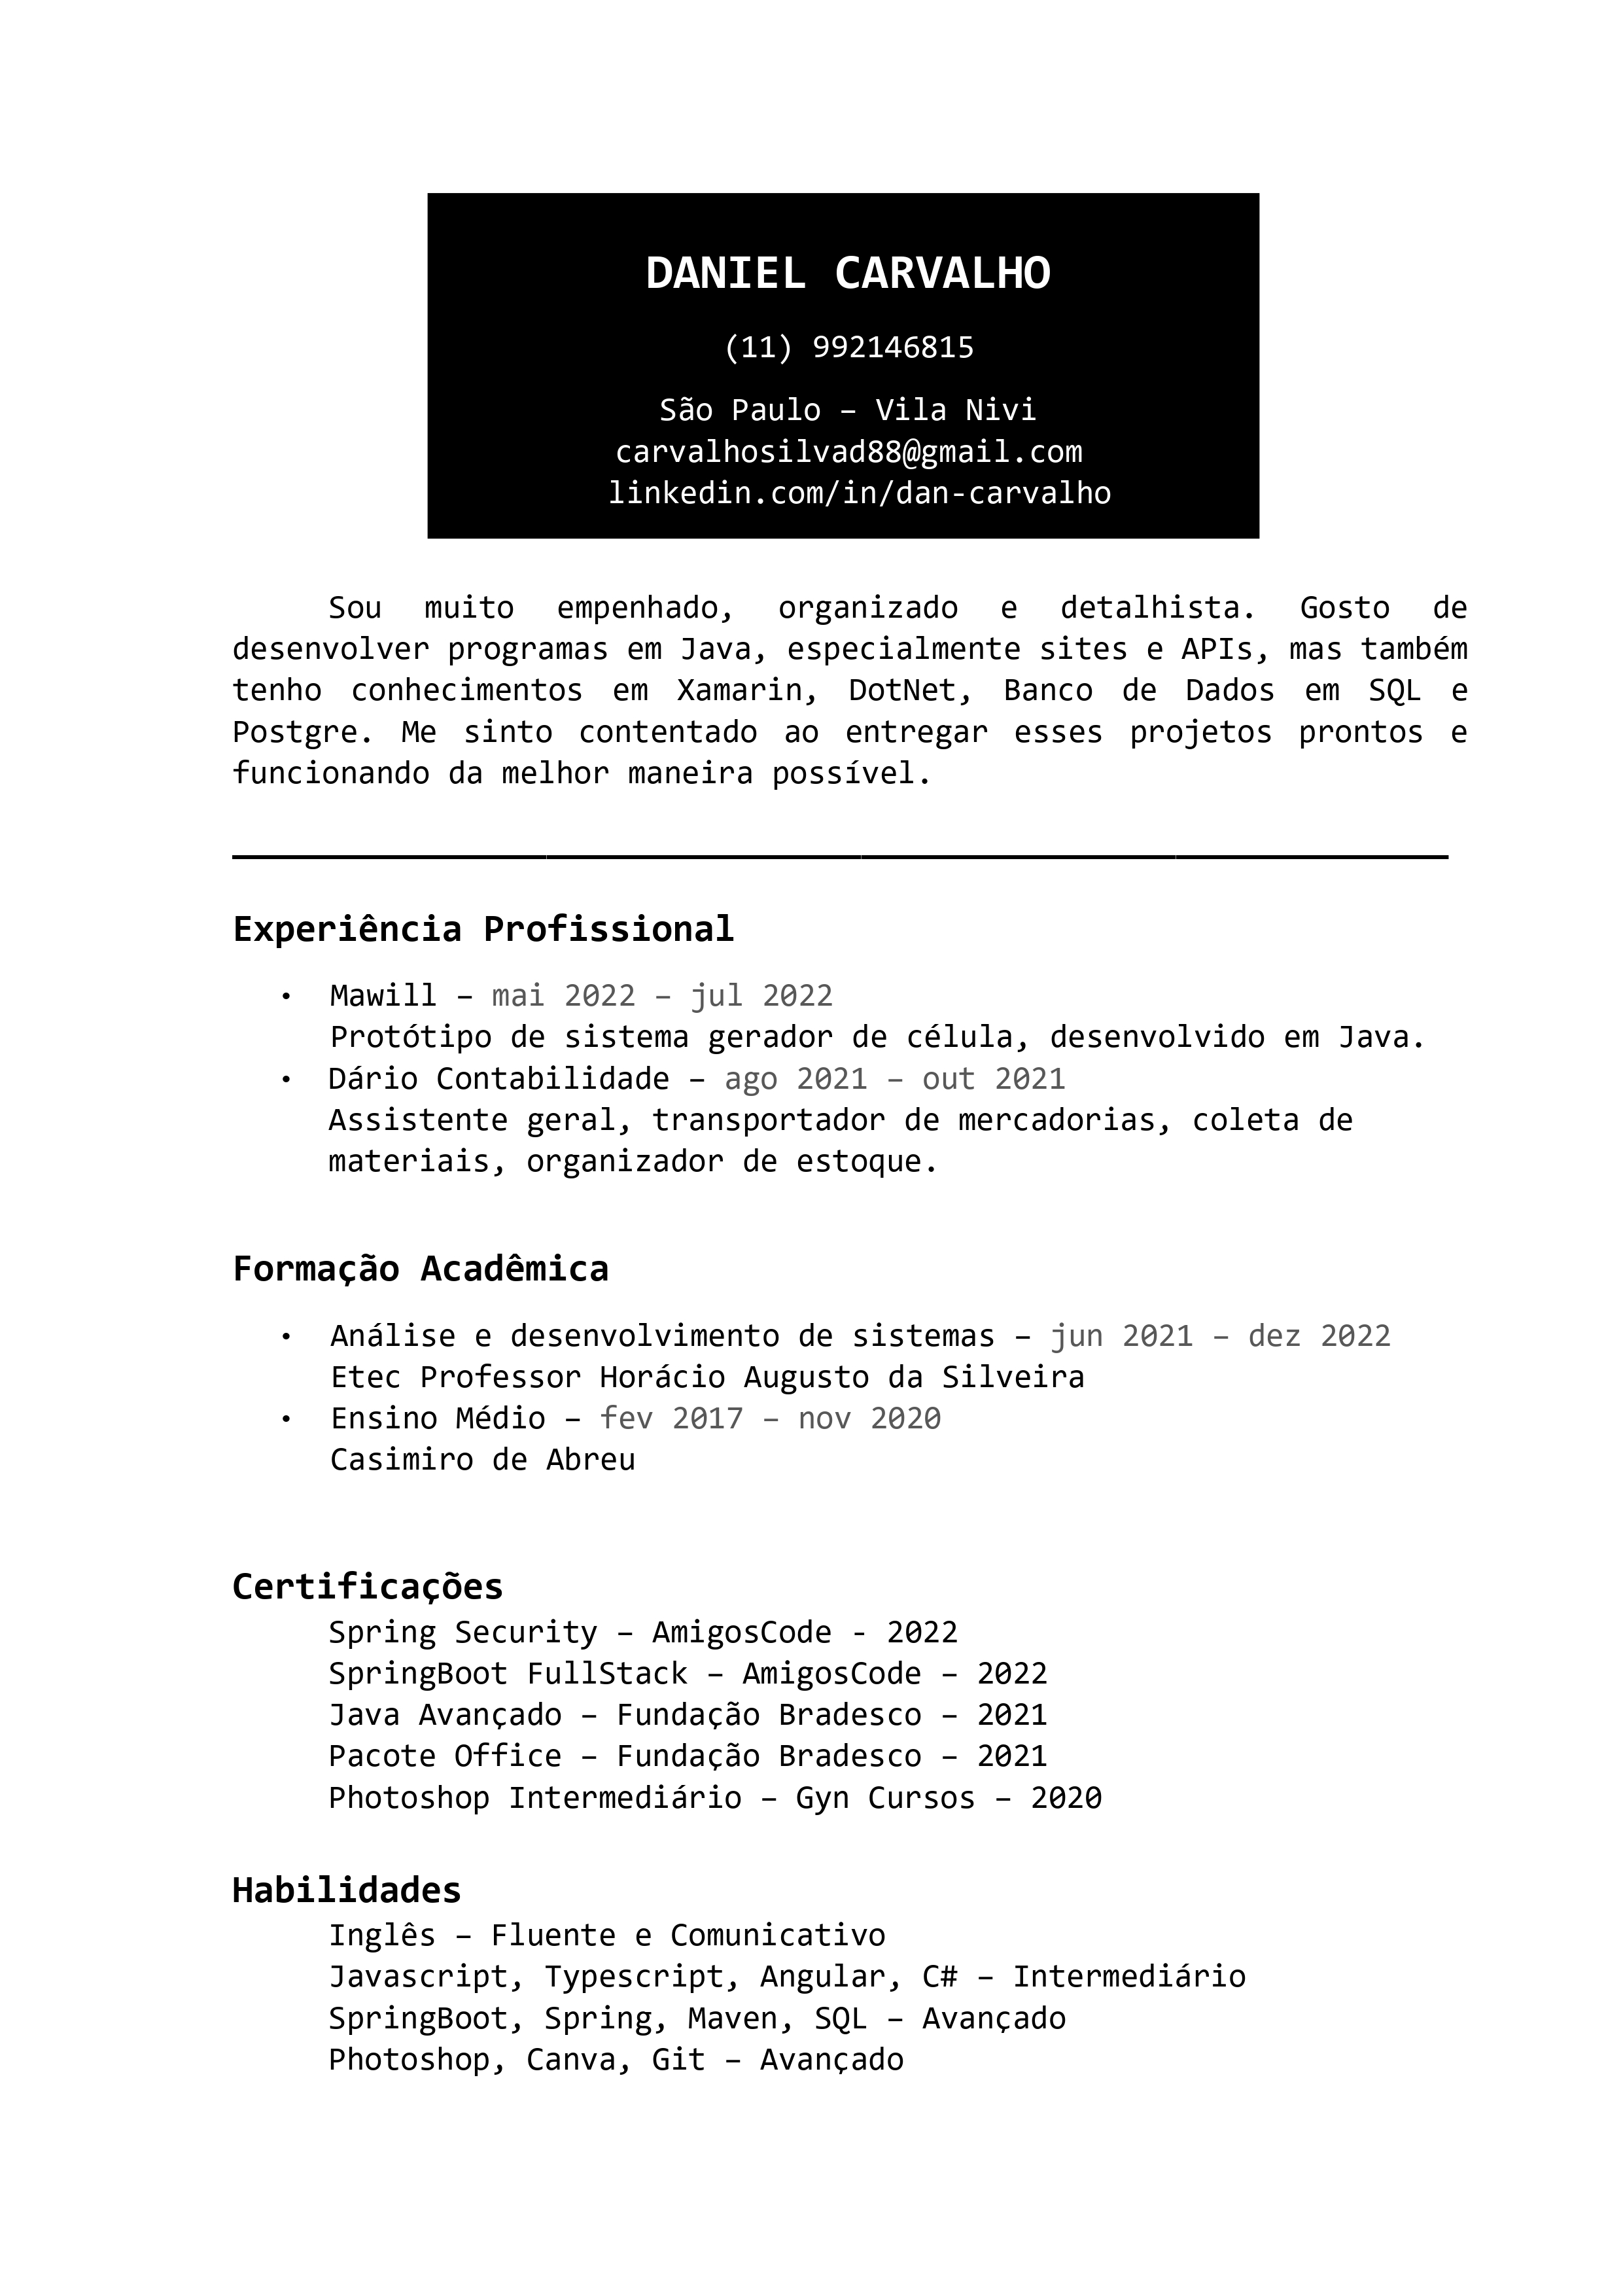 DANIEL CARVALHO
(11) 992146815
São Paulo – Vila Nivi
carvalhosilvad88@gmail.com
linkedin.com/in/dan-carvalho
Sou muito empenhado, organizado e detalhista. Gosto de
desenvolver programas em Java, especialmente sites e APIs, mas também
tenho conhecimentos em Xamarin, DotNet, Banco de Dados em SQL e
Postgre. Me sinto contentado ao entregar esses projetos prontos e
funcionando da melhor maneira possível.
Experiência Profissional
• Mawill – mai 2022 – jul 2022
Protótipo de sistema gerador de célula, desenvolvido em Java.
• Dário Contabilidade – ago 2021 – out 2021
Assistente geral, transportador de mercadorias, coleta de
materiais, organizador de estoque.
Formação Acadêmica
• Análise e desenvolvimento de sistemas – jun 2021 – dez 2022
Etec Professor Horácio Augusto da Silveira
• Ensino Médio – fev 2017 – nov 2020
Casimiro de Abreu
Certificações
Spring Security – AmigosCode - 2022
SpringBoot FullStack – AmigosCode – 2022
Java Avançado – Fundação Bradesco – 2021
Pacote Office – Fundação Bradesco – 2021
Photoshop Intermediário – Gyn Cursos – 2020
Habilidades
Inglês – Fluente e Comunicativo
Javascript, Typescript, Angular, C# – Intermediário
SpringBoot, Spring, Maven, SQL – Avançado
Photoshop, Canva, Git – Avançado